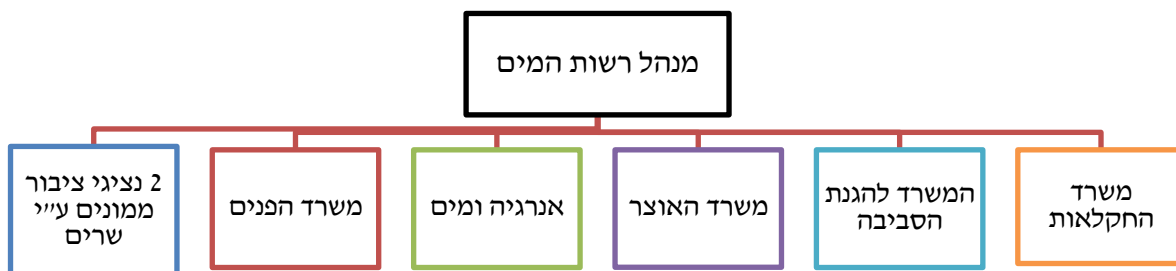 מנהל רשות המים
משרד
החקלאות
המשרד להגנת
הסביבה
משרד האוצר
אנרגיה ומים
משרד הפנים
2 נציגי ציבור
ממונים ע״י
שרים